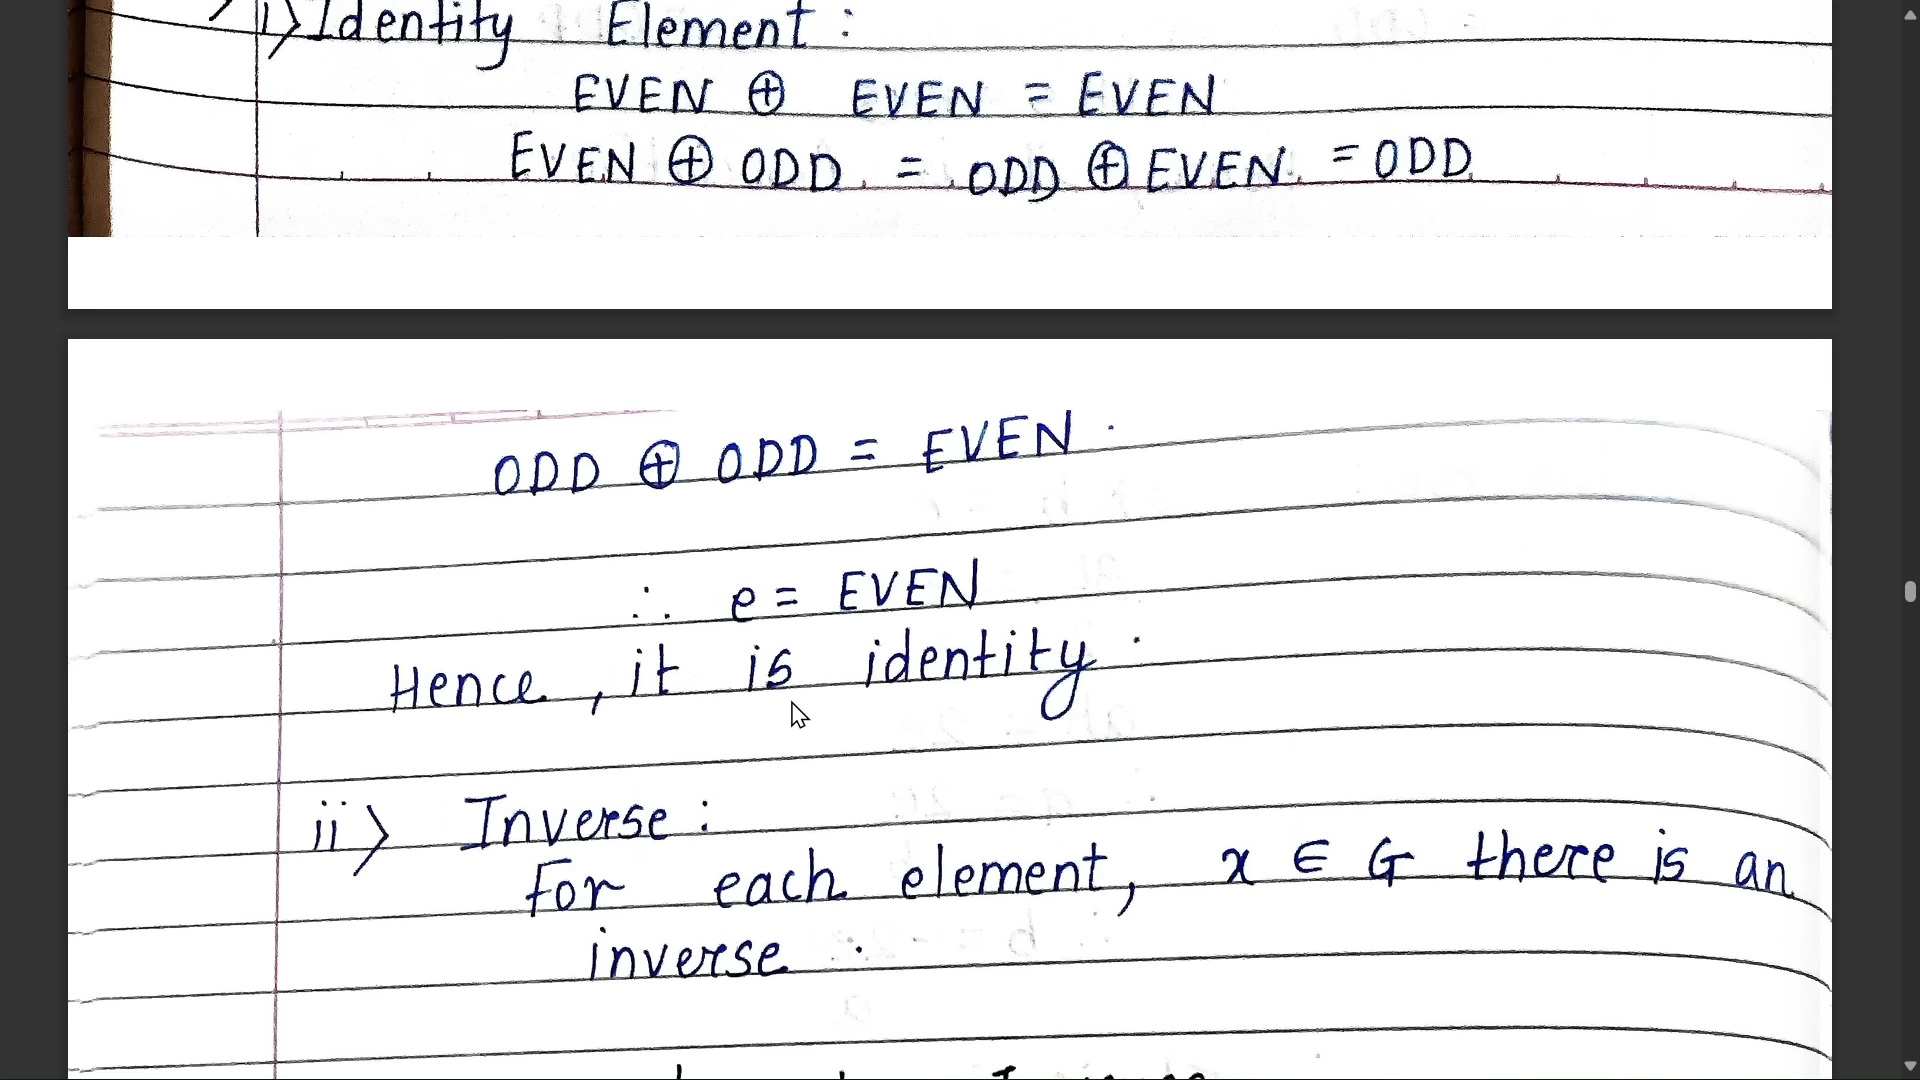 i> Identity Element :
EVEN ⊕ EVEN = EVEN
EVEN ⊕ ODD = ODD ⊕ EVEN = ODD
ODD ⊕ ODD = EVEN .
∴ e = EVEN
Hence , it is identity .
ii> Inverse :
For each element, x ∈ G there is an
inverse .